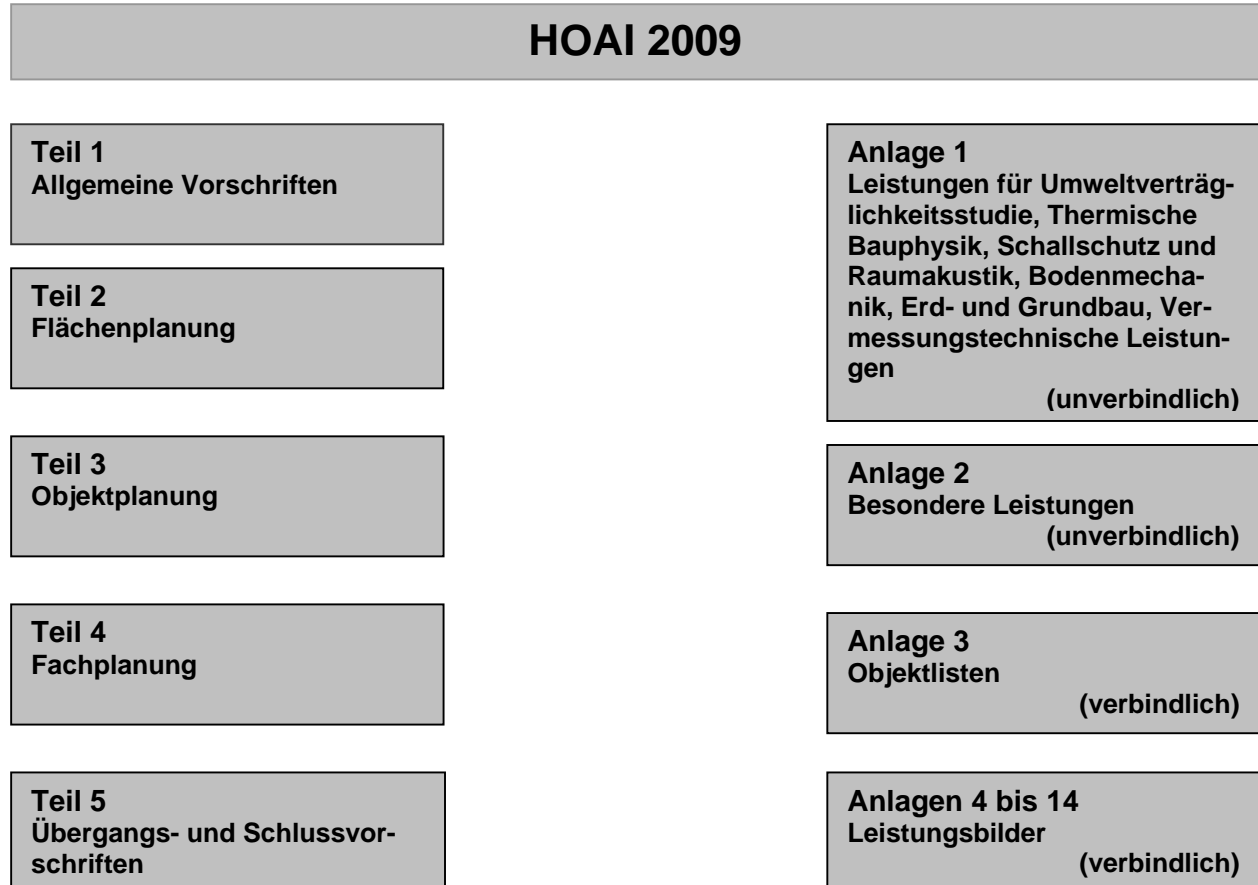 HOAI 2009
Teil 1
Allgemeine Vorschriften
Teil 2
Flächenplanung
Teil 3
Objektplanung
Teil 4
Fachplanung
Teil 5
Übergangs- und Schlussvor-
schriften
Anlage 1
Leistungen für Umweltverträg-
lichkeitsstudie, Thermische
Bauphysik, Schallschutz und
Raumakustik, Bodenmecha-
nik, Erd- und Grundbau, Ver-
messungstechnische Leistun-
gen
(unverbindlich)
Anlage 2
Besondere Leistungen
(unverbindlich)
Anlage 3
Objektlisten
(verbindlich)
Anlagen 4 bis 14
Leistungsbilder
(verbindlich)